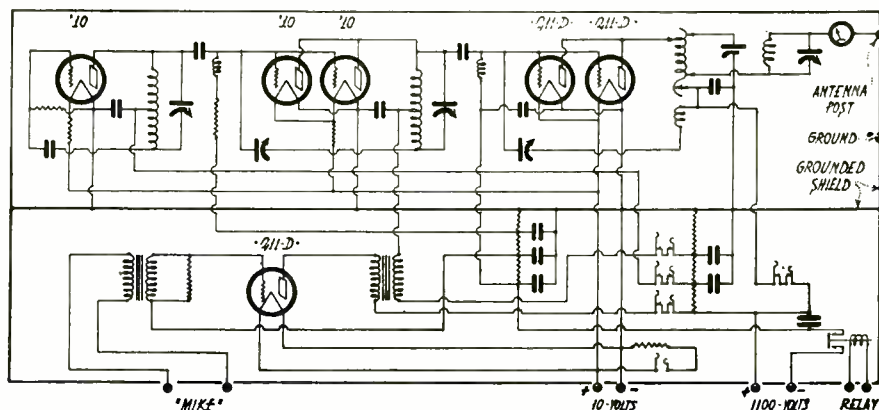 '10
'10
'10
·211-D·
·211-D·
ANTENNA
POST
GROUND
GROUNDED
SHIELD
·211-D·
"MIKE"
+
10-VOLTS
-
+
1100-VOLTS
-
RELAY